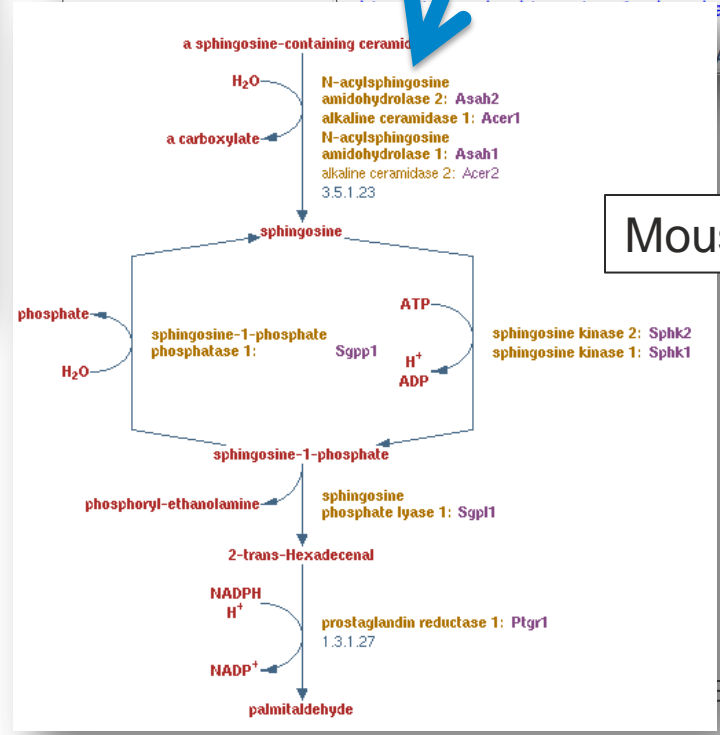 a sphingosine-containing
H₂O
N-acylsphingosine
amidohydrolase 2: Asah2
alkaline ceramidase 1: Acer1
a carboxylate
N-acylsphingosine
amidohydrolase 1: Asah1
alkaline ceramidase 2: Acer2
3.5.1.23
sphingosine
phosphate
H₂O
sphingosine-1-phosphate
phosphatase 1: Sgpp1
ATP
H⁺
ADP
sphingosine kinase 2: Sphk2
sphingosine kinase 1: Sphk1
sphingosine-1-phosphate
phosphoryl-ethanolamine
sphingosine
phosphate lyase 1: Sgpl1
2-trans-Hexadecenal
NADPH
H⁺
prostaglandin reductase 1: Ptgr1
1.3.1.27
NADP⁺
palmitaldehyde